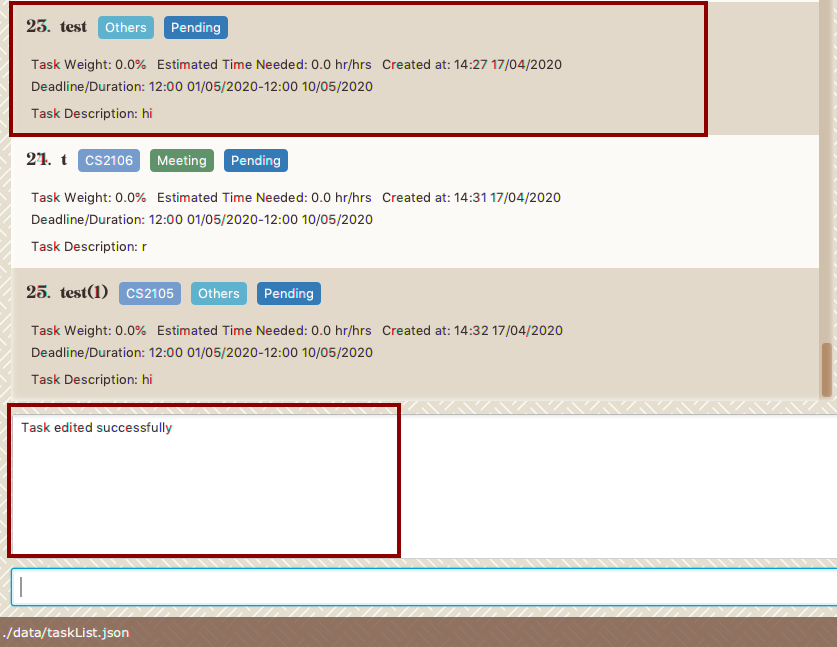 23. test Others Pending
Task Weight: 0.0% Estimated Time Needed: 0.0 hr/hrs Created at: 14:27 17/04/2020
Deadline/Duration: 12:00 01/05/2020-12:00 10/05/2020
Task Description: hi
24. t CS2106 Meeting Pending
Task Weight: 0.0% Estimated Time Needed: 0.0 hr/hrs Created at: 14:31 17/04/2020
Deadline/Duration: 12:00 01/05/2020-12:00 10/05/2020
Task Description: r
25. test(1) CS2105 Others Pending
Task Weight: 0.0% Estimated Time Needed: 0.0 hr/hrs Created at: 14:32 17/04/2020
Deadline/Duration: 12:00 01/05/2020-12:00 10/05/2020
Task Description: hi
Task edited successfully
./data/taskList.json